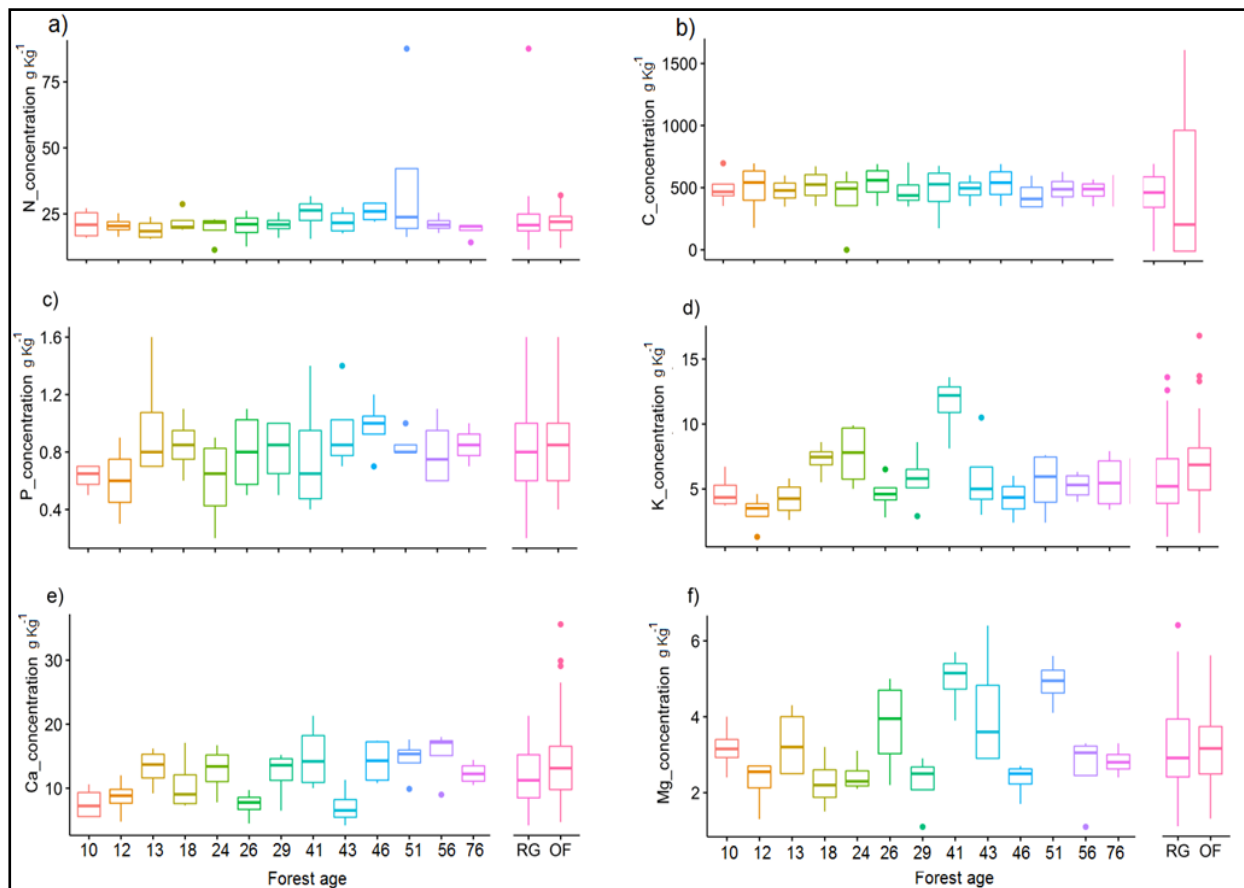 a)
N_concentration g Kg-1
75
50
25
b)
C_concentration g Kg-1
1500
1000
500
0
c)
P_concentration g Kg-1
1.6
1.2
0.8
0.4
d)
K_concentration g Kg-1
15
10
5
e)
Ca_concentration g Kg-1
30
20
10
10 12 13 18 24 26 29 41 43 46 51 56 76 RG OF
Forest age
f)
Mg_concentration g Kg-1
6
4
2
10 12 13 18 24 26 29 41 43 46 51 56 76 RG OF
Forest age